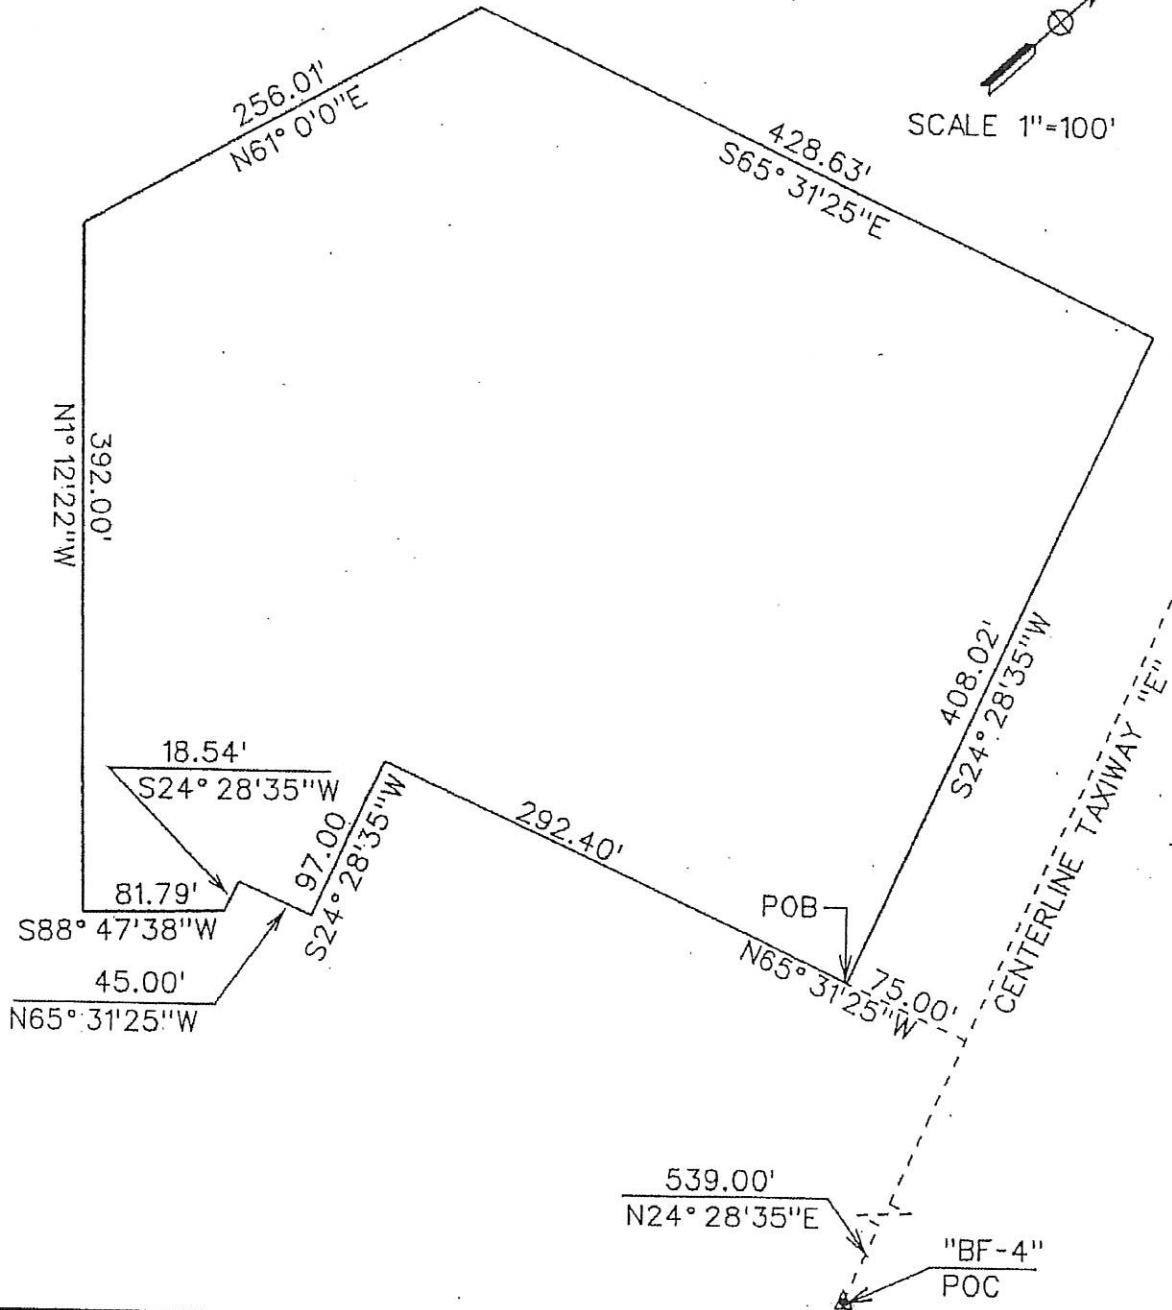 256.01'
N61° 0'0"E
428.63'
S65° 31'25"E
SCALE 1"=100'
392.00'
N1° 12'22"W
408.02'
S24° 28'35"W
CENTERLINE TAXIWAY "E"
18.54'
S24° 28'35"W
97.00
S24° 28'35"W
292.40'
N65° 31'25"W
81.79'
S88° 47'38"W
45.00'
N65° 31'25"W
POB
75.00'
539.00'
N24° 28'35"E
"BF-4"
POC